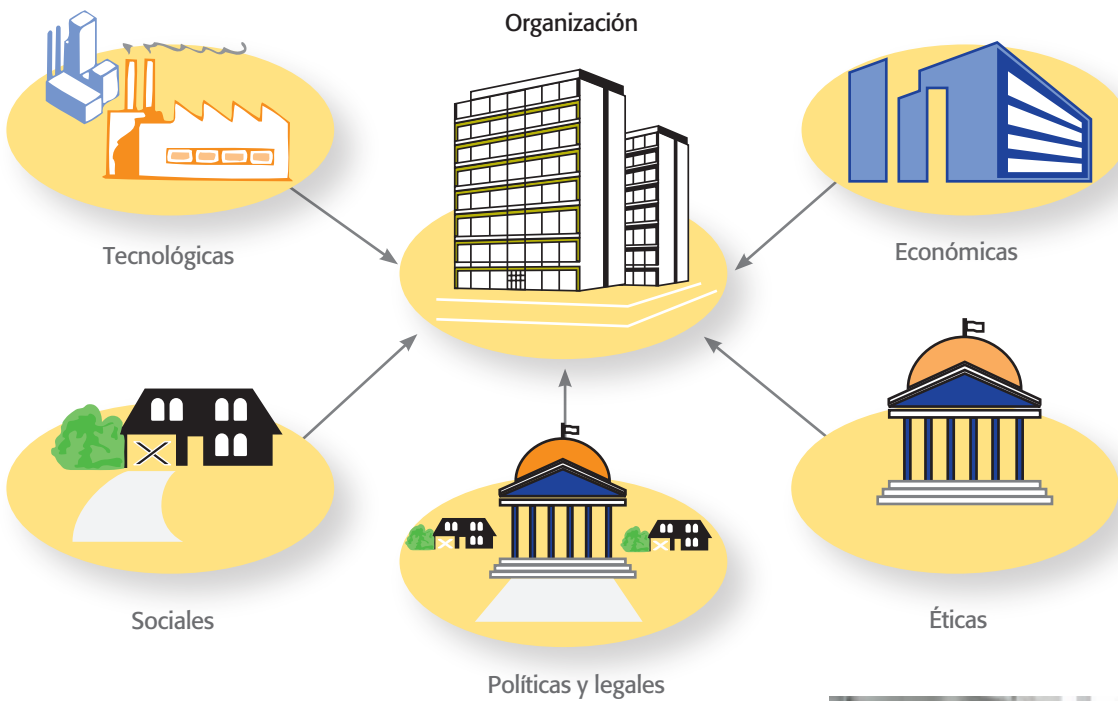 Organización
Tecnológicas
Económicas
Sociales
Éticas
Políticas y legales